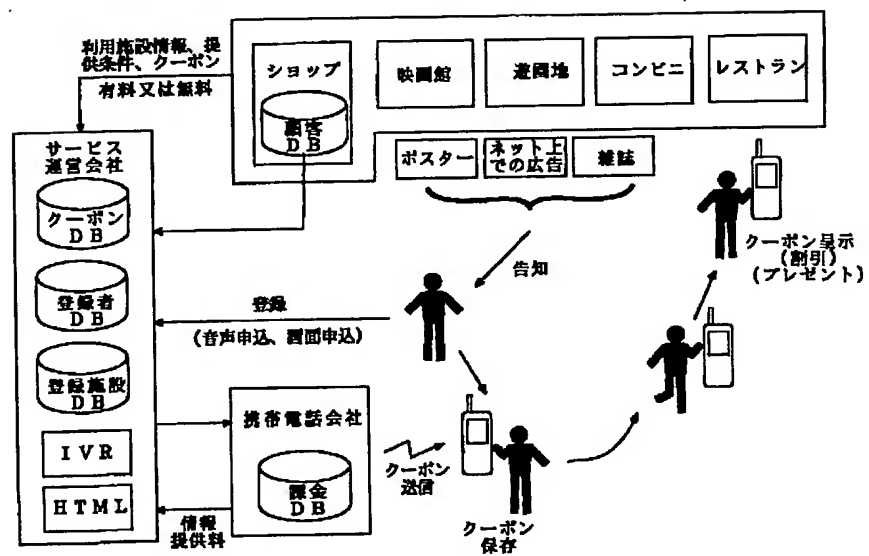 利用施設情報、提
供条件、クーポン
有料又は無料
ショップ
顧客
DB
映画館
遊園地
コンビニ
レストラン
ポスター
ネット上
での広告
雑誌
サービス
運営会社
クーポン
DB
登録者
DB
登録施設
DB
IVR
HTML
告知
登録
(音声申込、画面申込)
携帯電話会社
課金
DB
情報
提供料
クーポン
送信
クーポン
保存
クーポン呈示
(割引)
(プレゼント)